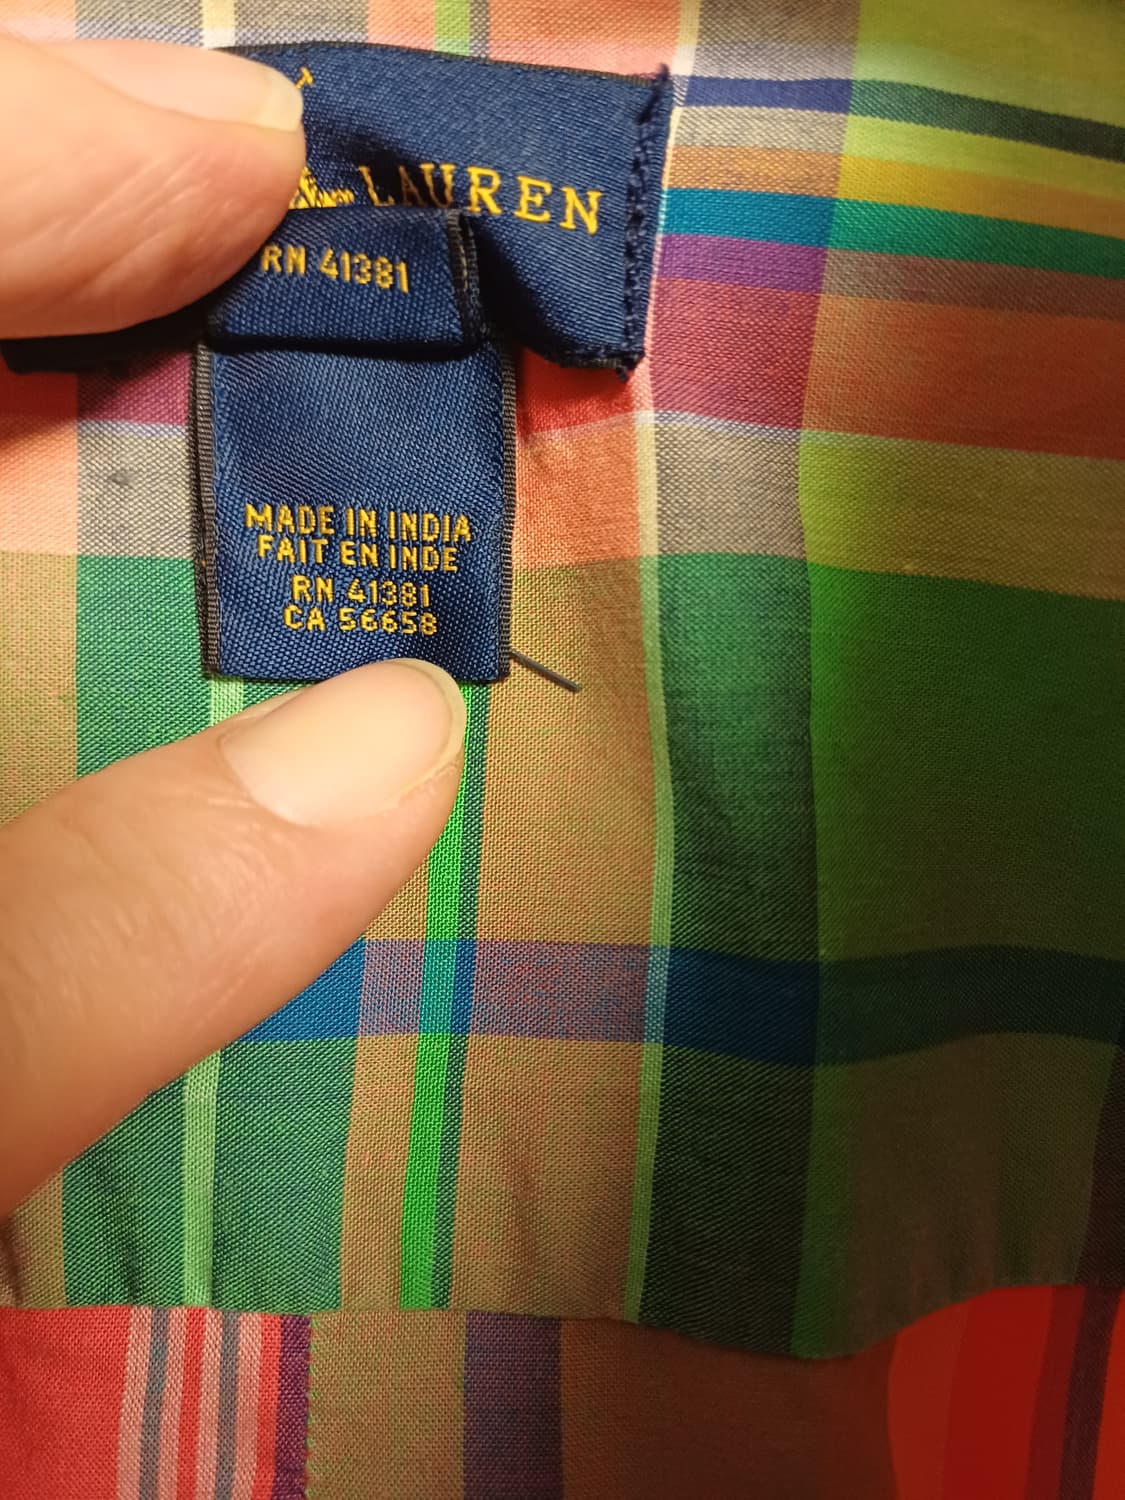 LAUREN
RN 41381
MADE IN INDIA
FAIT EN INDE
RN 41381
CA 56658